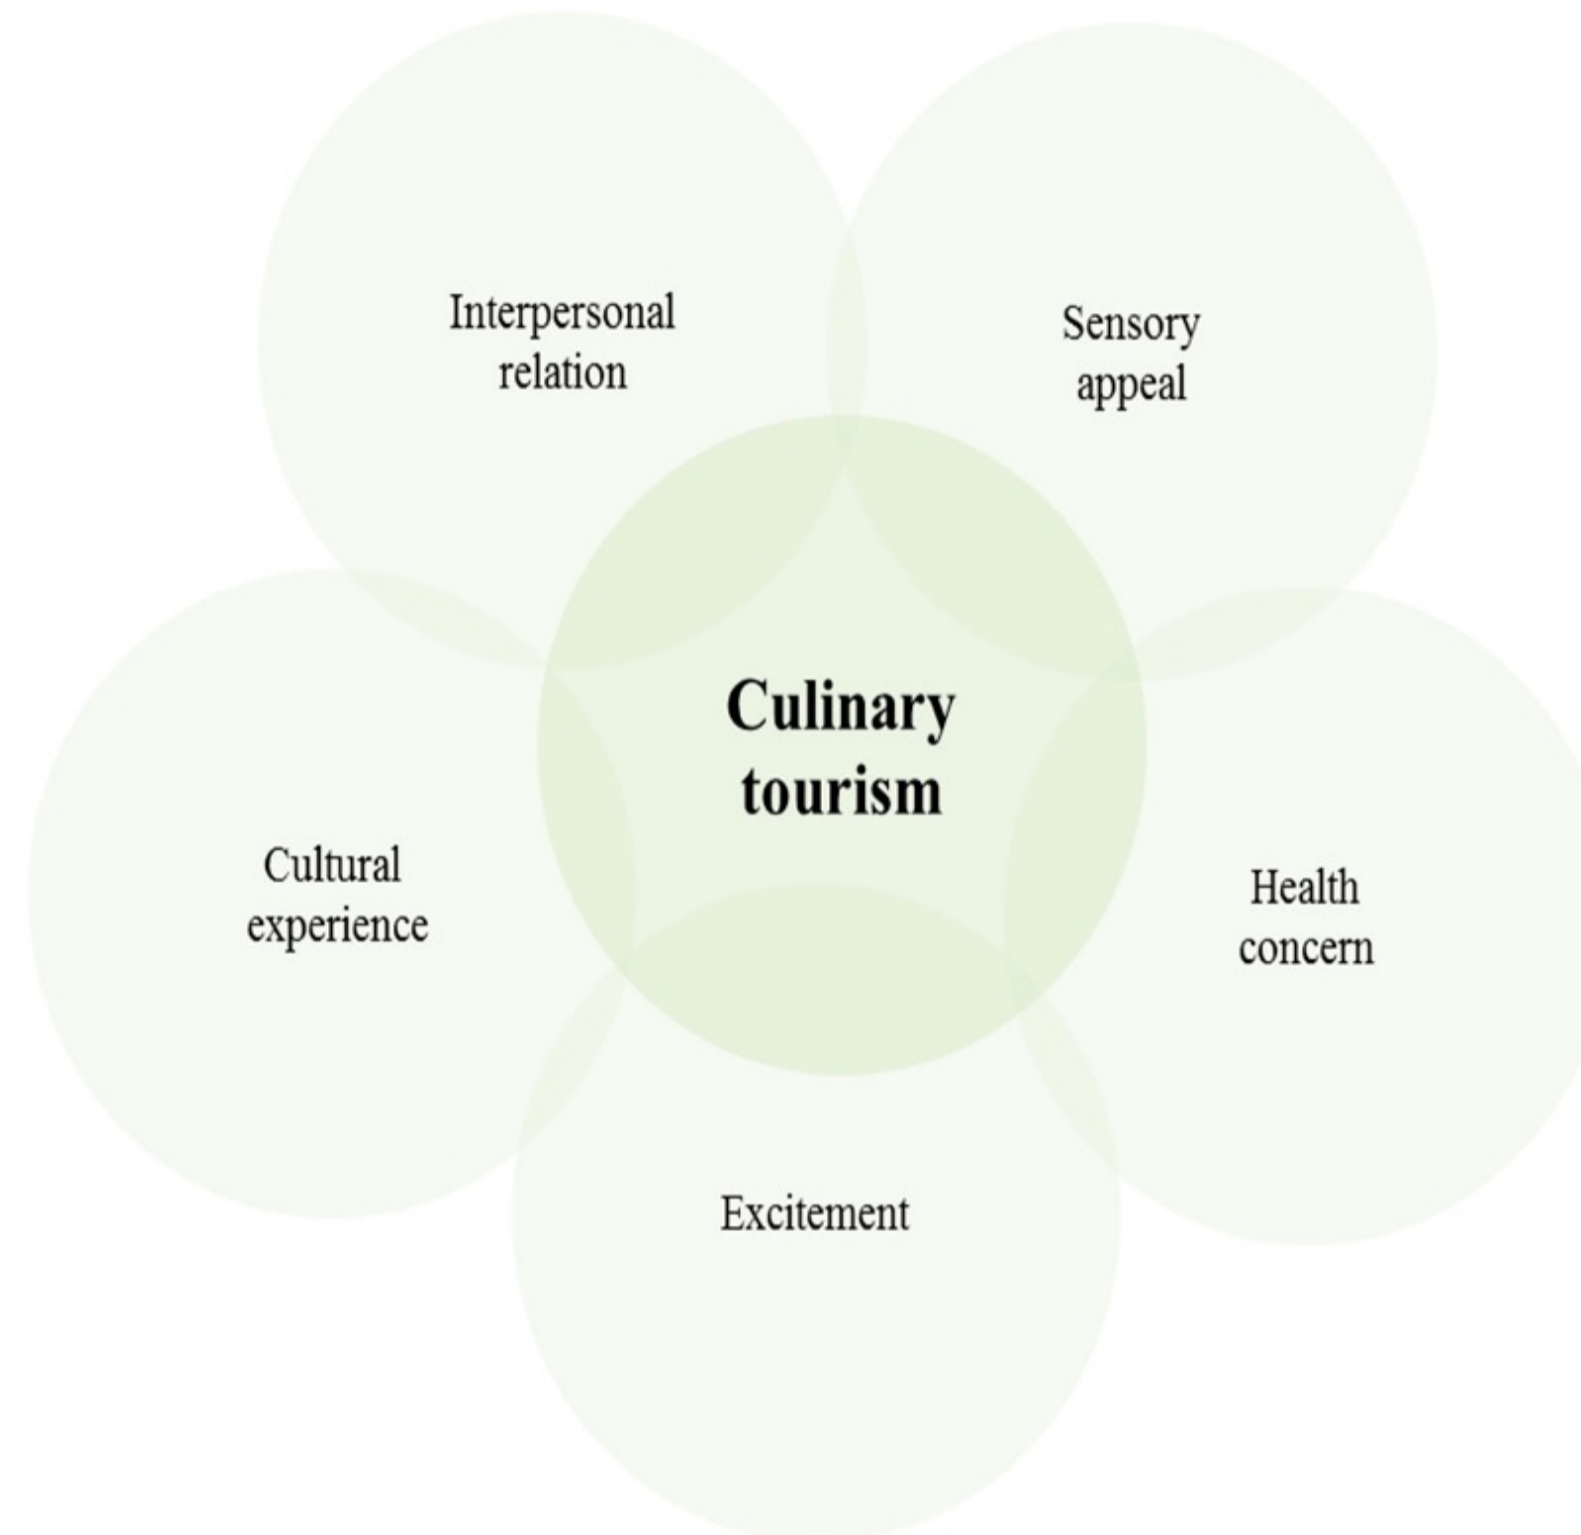 Interpersonal
relation
Sensory
appeal
Culinary
tourism
Cultural
experience
Health
concern
Excitement